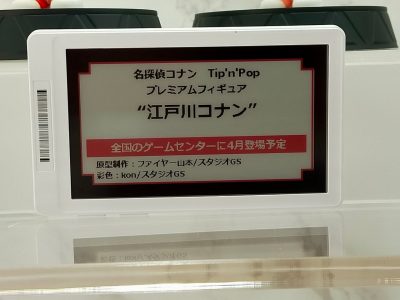 名探偵コナン Tip'n'Pop
プレミアムフィギュア
“江戸川コナン”
全国のゲームセンターに4月登場予定
原型制作：ファイヤー山本/スタジオGS
彩色：kon/スタジオGS